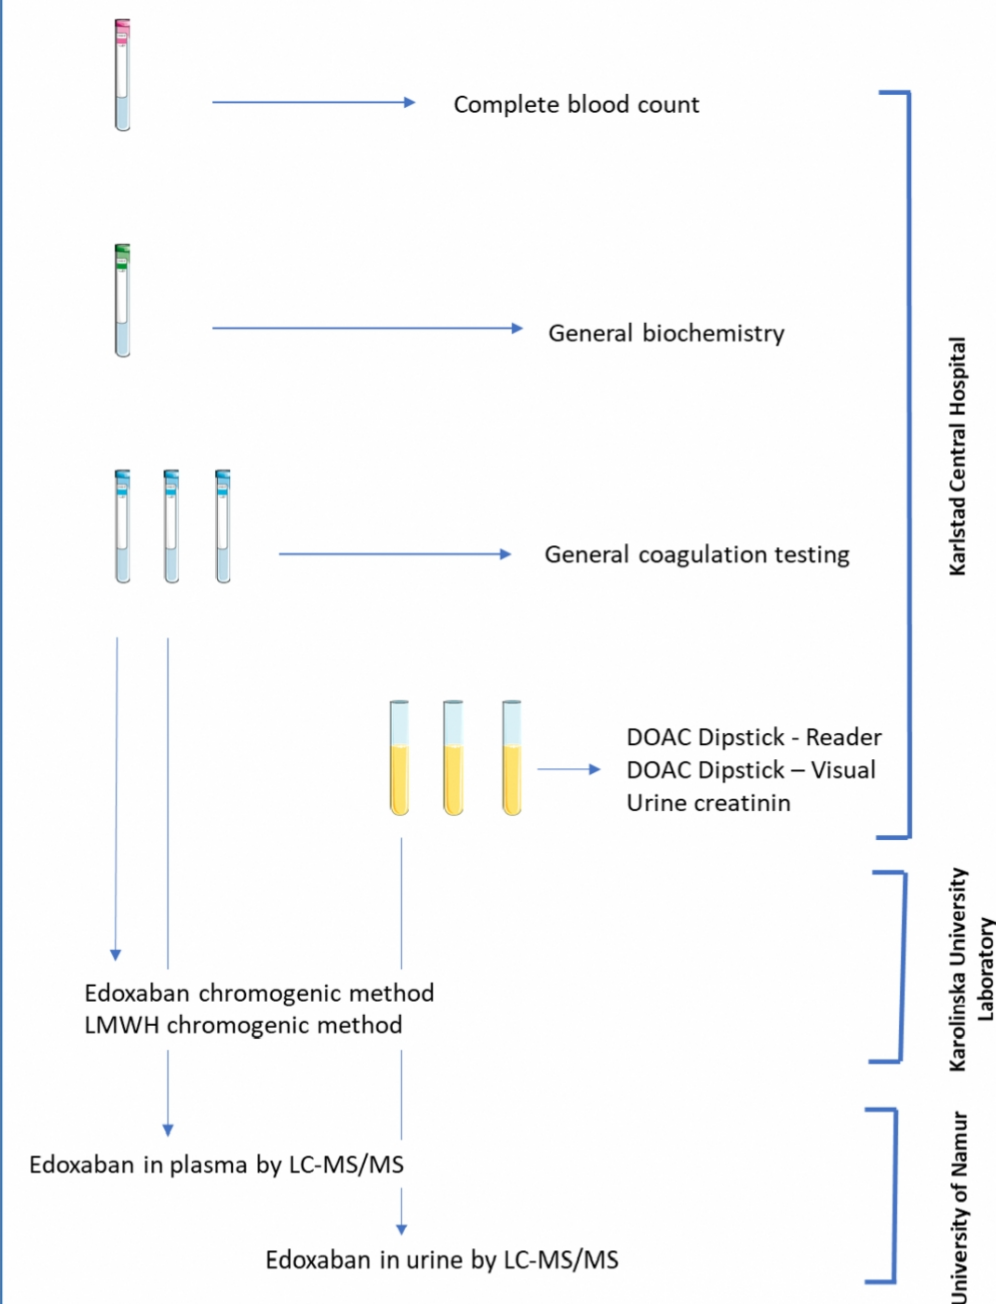 Complete blood count
General biochemistry
General coagulation testing
DOAC Dipstick - Reader
DOAC Dipstick – Visual
Urine creatinin
Edoxaban chromogenic method
LMWH chromogenic method
Edoxaban in plasma by LC-MS/MS
Edoxaban in urine by LC-MS/MS
Karlstad Central Hospital
Karolinska University
Laboratory
University of Namur